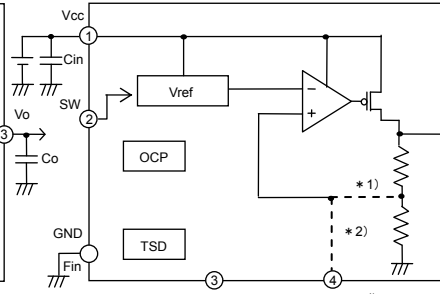 Vcc
1
Cin
Vref
SW
2
Vo
3
Co
OCP
*1)
*2)
GND
TSD
Fin
3
4